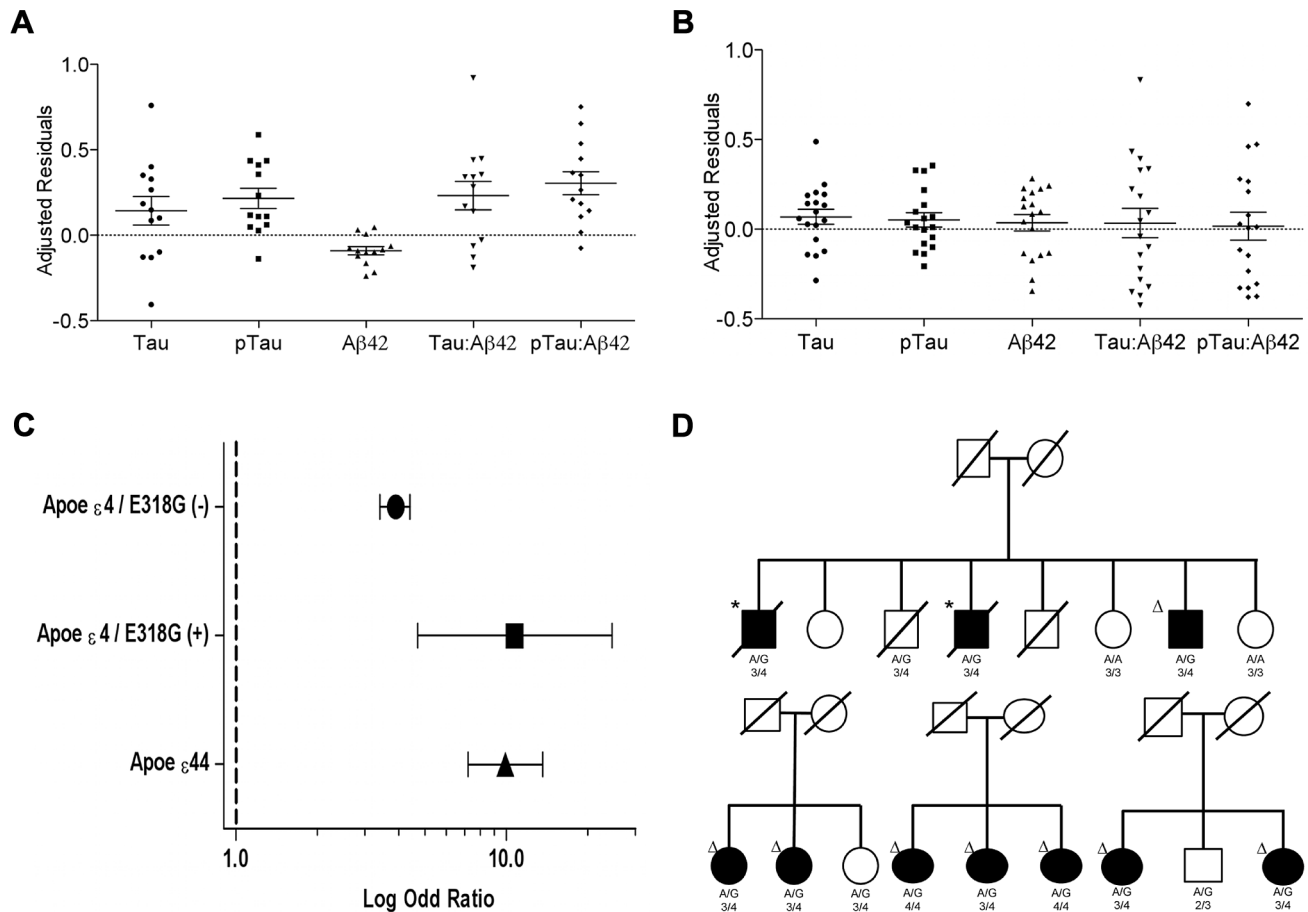 A
1.0
0.5
0.0
-0.5
Adjusted Residuals
Tau pTau Aβ42 Tau:Aβ42 pTau:Aβ42
B
1.0
0.5
0.0
-0.5
Adjusted Residuals
Tau pTau Aβ42 Tau:Aβ42 pTau:Aβ42
C
Apoe ε4 / E318G (-)
Apoe ε4 / E318G (+)
Apoe ε44
1.0 10.0
Log Odd Ratio
D
* * Δ
A/G A/G A/G A/A A/G A/A
3/4 3/4 3/4 3/3 3/4 3/3
Δ Δ Δ Δ Δ Δ Δ
A/G A/G A/G A/G A/G A/G A/G A/G A/G
3/4 3/4 3/4 4/4 3/4 4/4 3/4 2/3 3/4